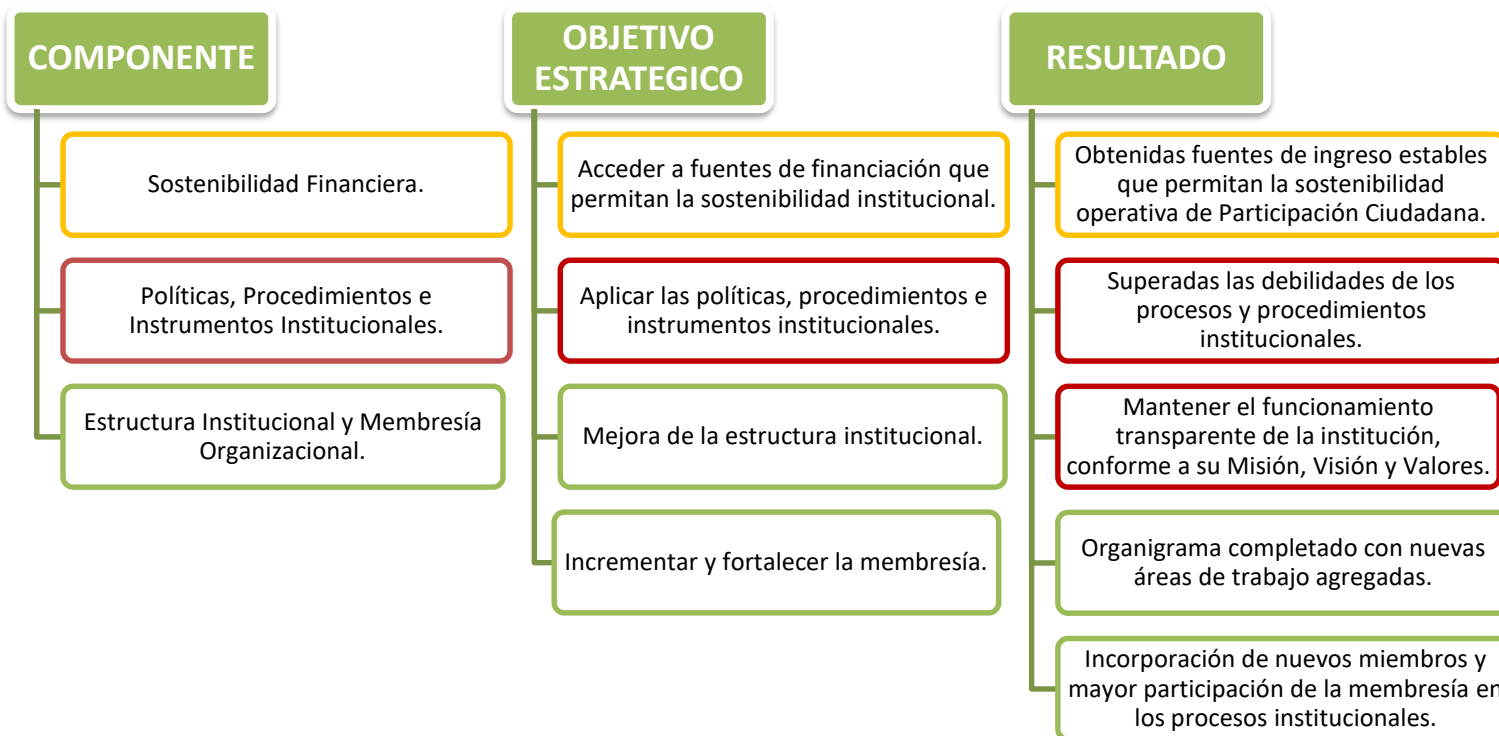 COMPONENTE
Sostenibilidad Financiera.
Políticas, Procedimientos e
Instrumentos Institucionales.
Estructura Institucional y Membresía
Organizacional.
OBJETIVO
ESTRATEGICO
Acceder a fuentes de financiación que
permitan la sostenibilidad institucional.
Aplicar las políticas, procedimientos e
instrumentos institucionales.
Mejora de la estructura institucional.
Incrementar y fortalecer la membresía.
RESULTADO
Obtenidas fuentes de ingreso estables
que permitan la sostenibilidad
operativa de Participación Ciudadana.
Superadas las debilidades de los
procesos y procedimientos
institucionales.
Mantener el funcionamiento
transparente de la institución,
conforme a su Misión, Visión y Valores.
Organigrama completado con nuevas
áreas de trabajo agregadas.
Incorporación de nuevos miembros y
mayor participación de la membresía en
los procesos institucionales.